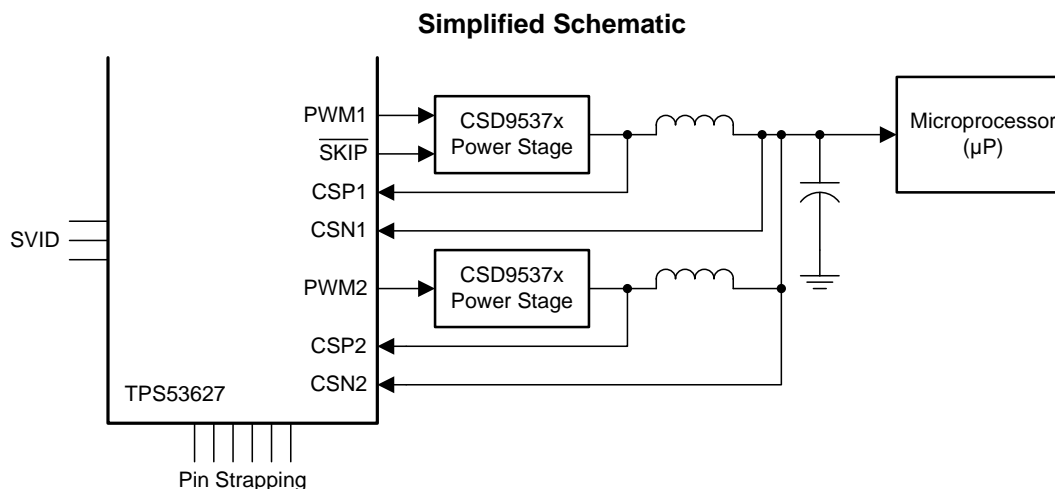 Simplified Schematic
PWM1
SKIP
CSP1
CSN1
PWM2
CSP2
CSN2
SVID
TPS53627
Pin Strapping
CSD9537x
Power Stage
CSD9537x
Power Stage
Microprocessor
(µP)